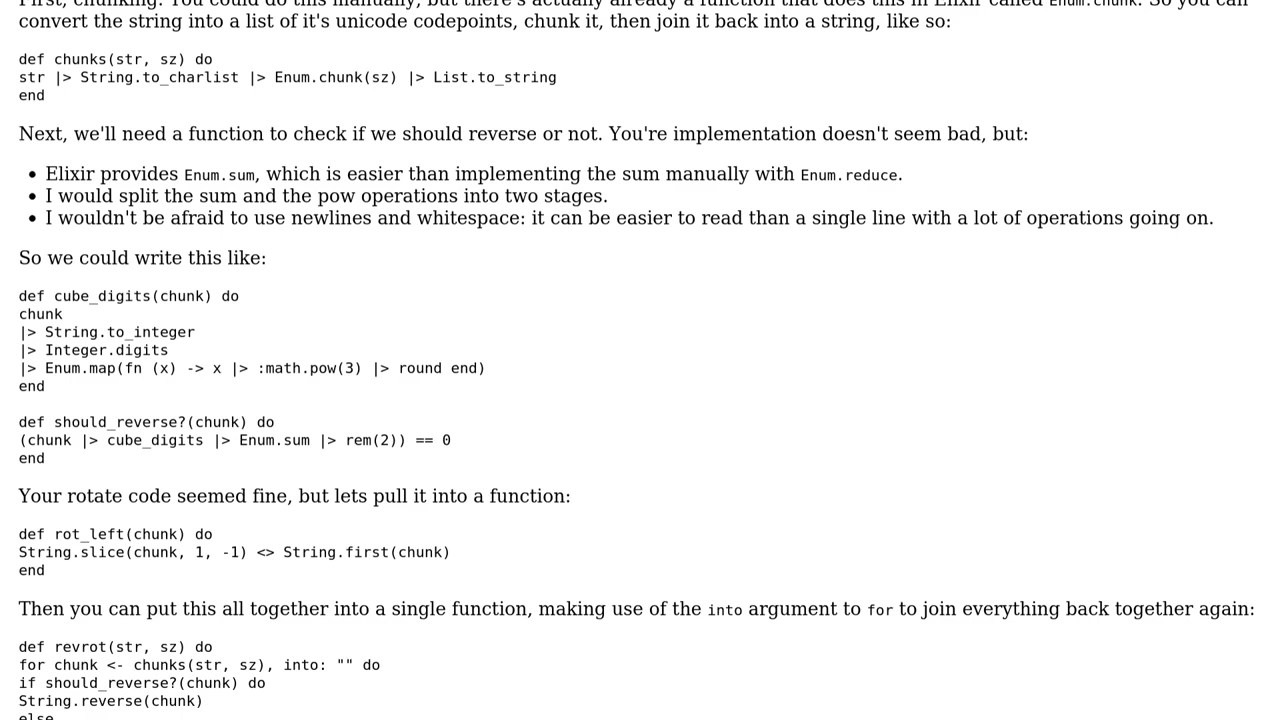 First, chunking. You could do this manually, but there's actually already a function that does this in Elixir called Enum.chunk. So you can
convert the string into a list of it's unicode codepoints, chunk it, then join it back into a string, like so:
def chunks(str, sz) do
str |> String.to_charlist |> Enum.chunk(sz) |> List.to_string
end
Next, we'll need a function to check if we should reverse or not. You're implementation doesn't seem bad, but:
• Elixir provides Enum.sum, which is easier than implementing the sum manually with Enum.reduce.
• I would split the sum and the pow operations into two stages.
• I wouldn't be afraid to use newlines and whitespace: it can be easier to read than a single line with a lot of operations going on.
So we could write this like:
def cube_digits(chunk) do
chunk
|> String.to_integer
|> Integer.digits
|> Enum.map(fn (x) -> x |> :math.pow(3) |> round end)
end
def should_reverse?(chunk) do
(chunk |> cube_digits |> Enum.sum |> rem(2)) == 0
end
Your rotate code seemed fine, but lets pull it into a function:
def rot_left(chunk) do
String.slice(chunk, 1, -1) <> String.first(chunk)
end
Then you can put this all together into a single function, making use of the into argument to for to join everything back together again:
def revrot(str, sz) do
for chunk <- chunks(str, sz), into: "" do
if should_reverse?(chunk) do
String.reverse(chunk)
else